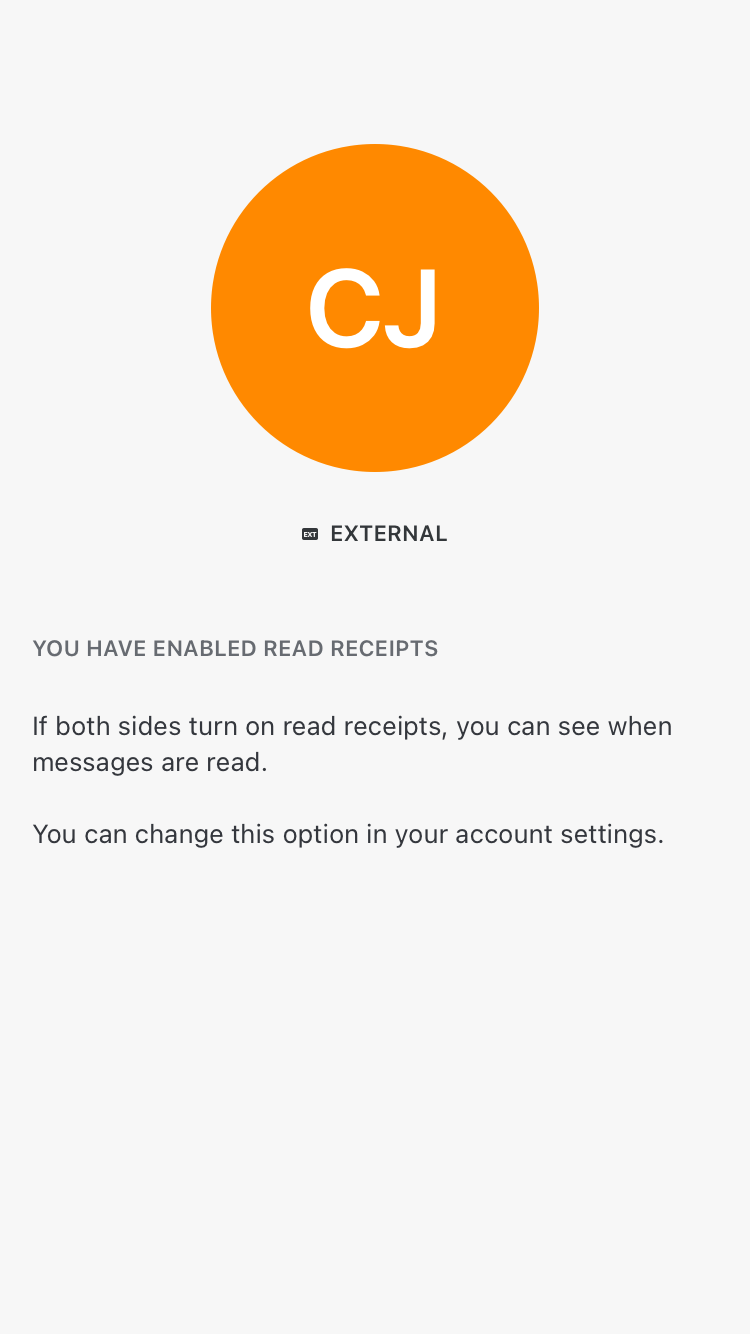 CJ
EXT EXTERNAL
YOU HAVE ENABLED READ RECEIPTS
If both sides turn on read receipts, you can see when
messages are read.
You can change this option in your account settings.